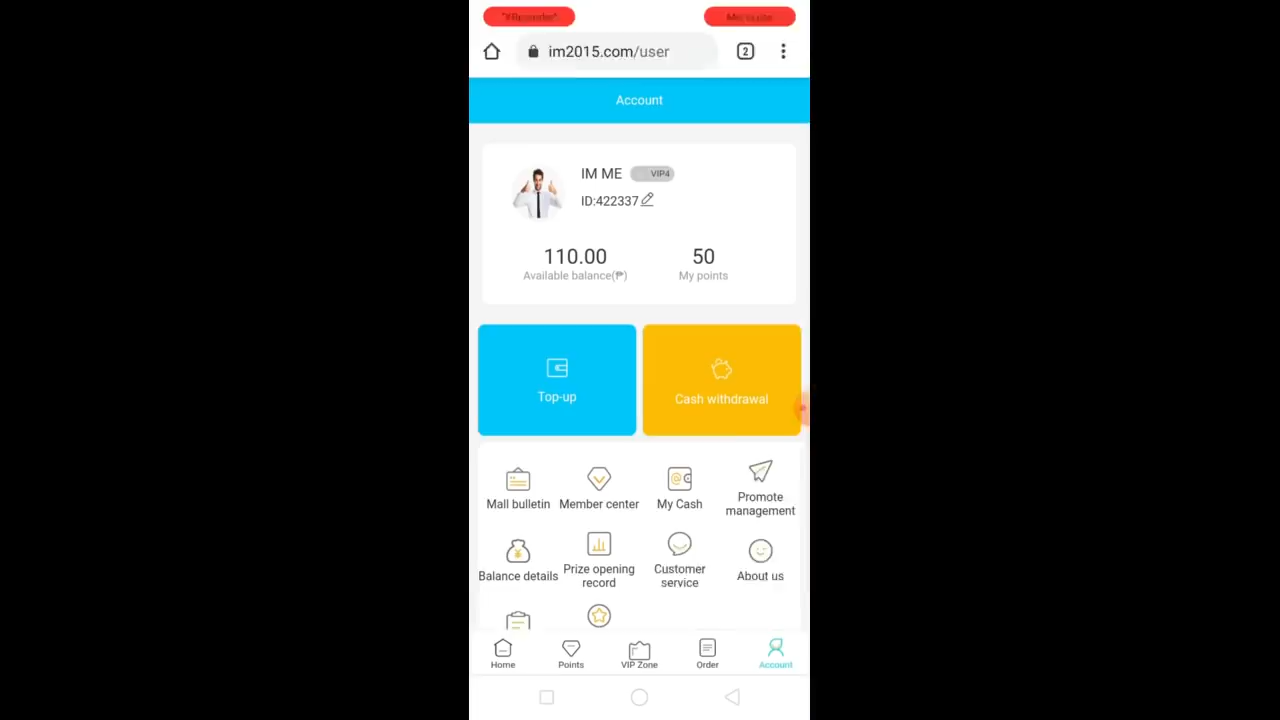 im2015.com/user
2
Account
IM ME VIP4
ID:422337
110.00 50
Available balance(₱) My points
Top-up Cash withdrawal
Mall bulletin Member center My Cash Promote management
Balance details Prize opening record Customer service About us
Home Points VIP Zone Order Account